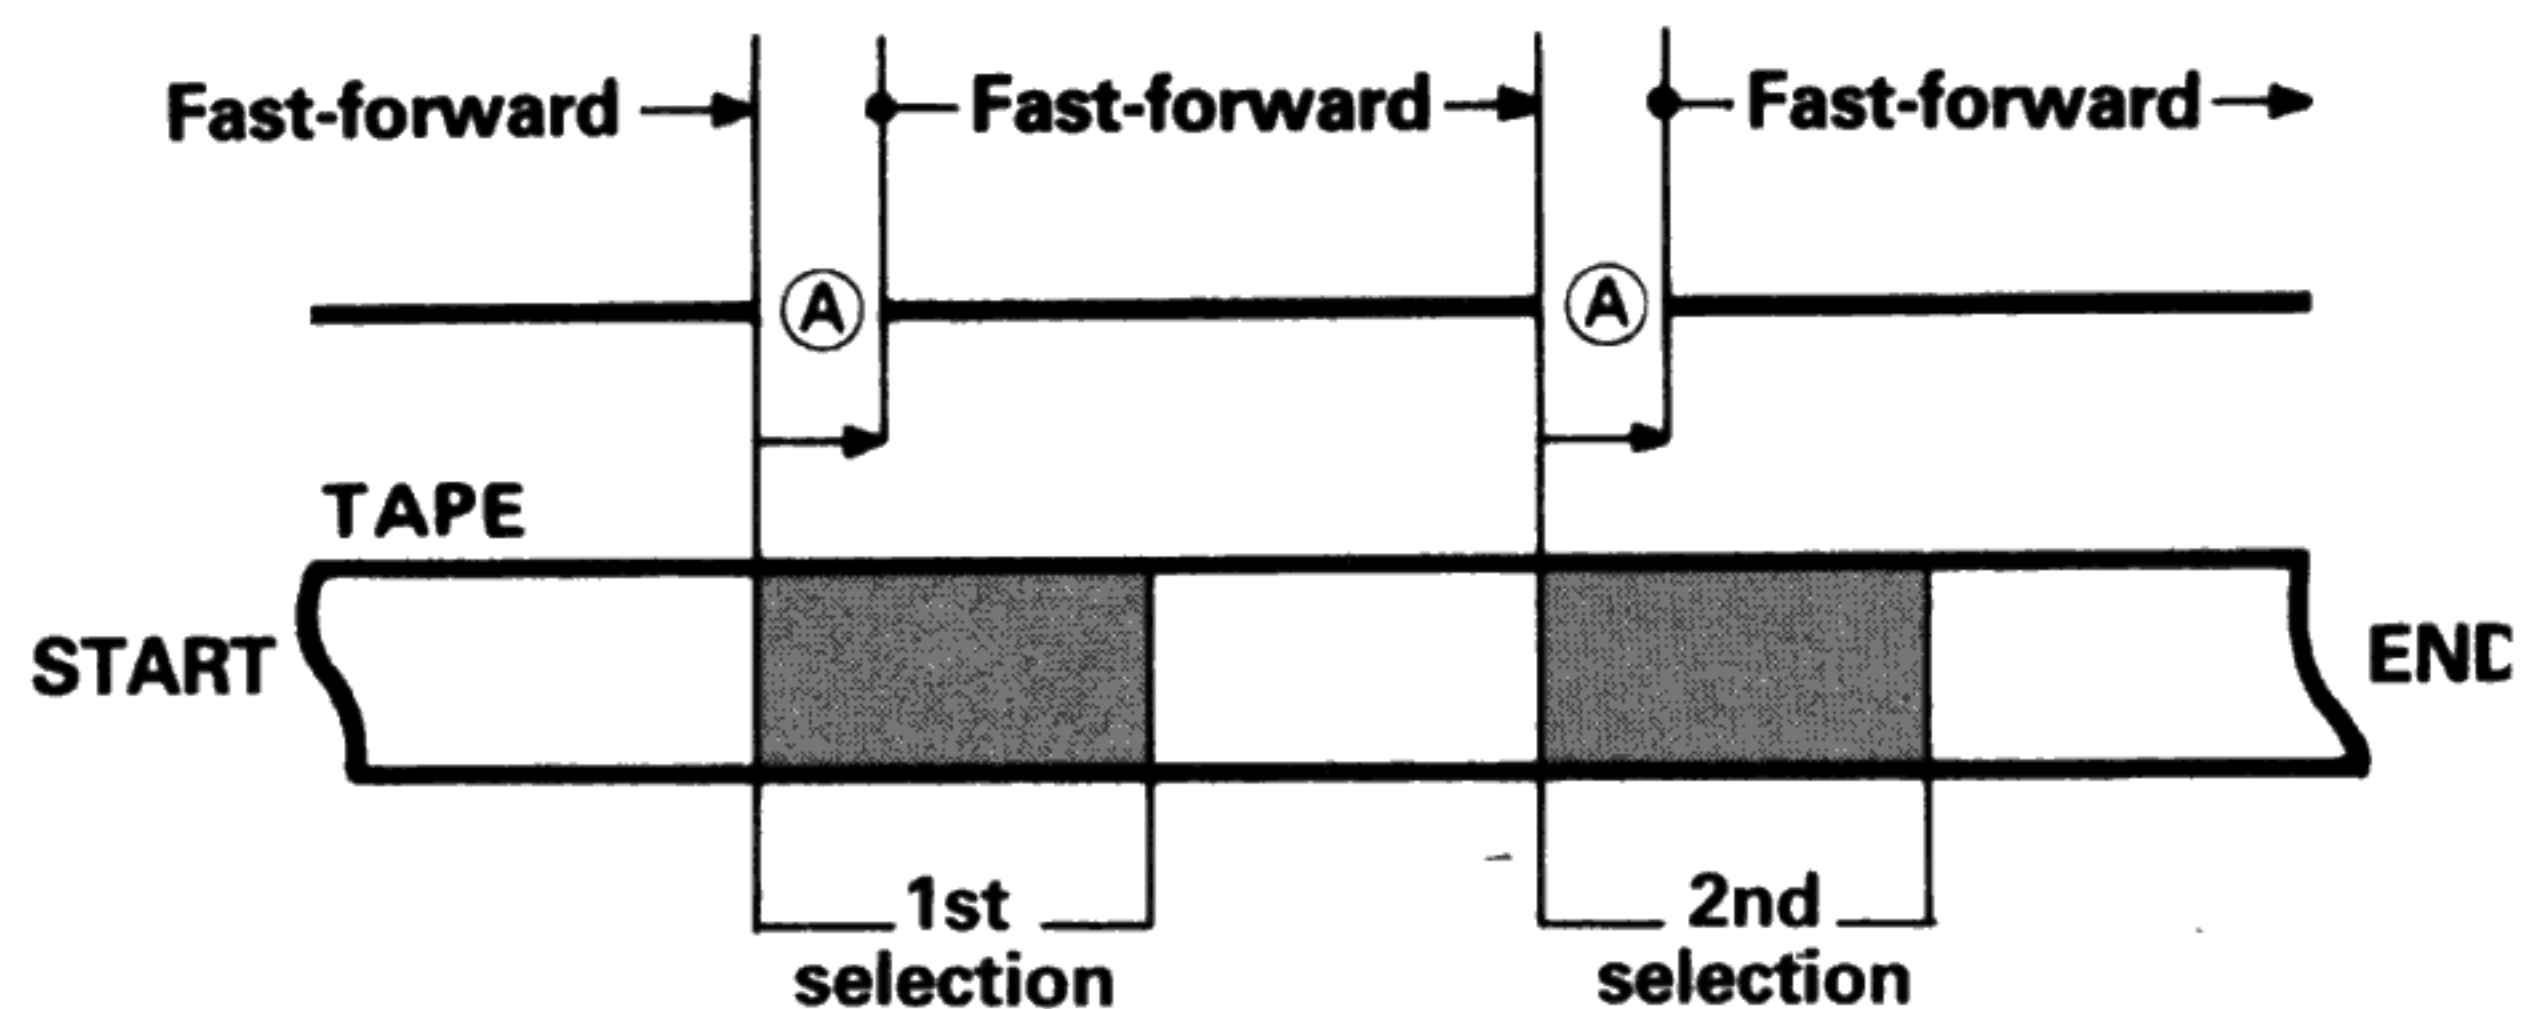 Fast-forward Fast-forward Fast-forward
A A
TAPE
START END
1st 2nd
selection selection